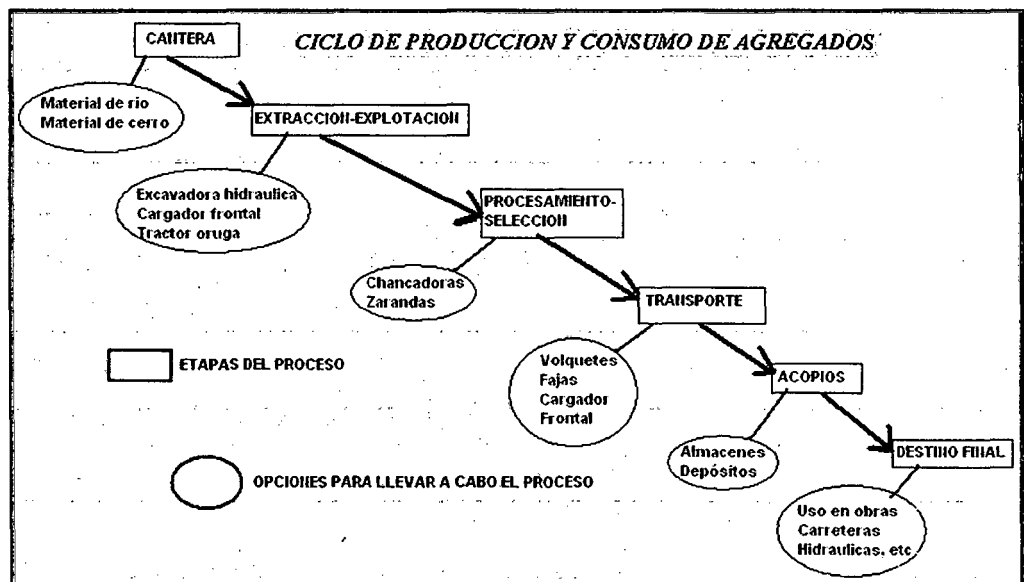 CICLO DE PRODUCCION Y CONSUMO DE AGREGADOS
CANTERA
Material de rio
Material de cerro
EXTRACCION-EXPLOTACION
Excavadora hidraulica
Cargador frontal
Tractor oruga
PROCESAMIENTO-
SELECCION
Chancadoras
Zarandas
TRANSPORTE
Volquetes
Fajas
Cargador
Frontal
ACOPIOS
Almacenes
Depósitos
DESTINO FINAL
Uso en obras
Carreteras
Hidraulicas, etc
ETAPAS DEL PROCESO
OPCIONES PARA LLEVAR A CABO EL PROCESO